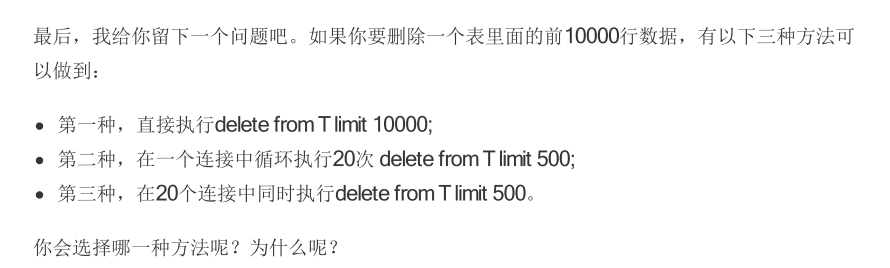 最后，我给你留下一个问题吧。如果你要删除一个表里面的前10000行数据，有以下三种方法可
以做到：
• 第一种，直接执行delete from T limit 10000;
• 第二种，在一个连接中循环执行20次 delete from T limit 500;
• 第三种，在20个连接中同时执行delete from T limit 500。
你会选择哪一种方法呢？为什么呢？